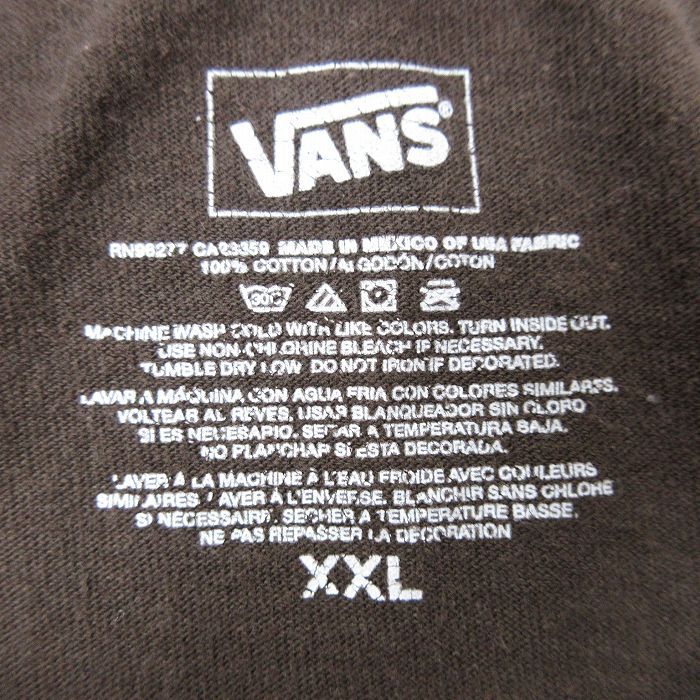 VANS®
RN98277 CA23359 MADE IN MEXICO OF USA FABRIC
100% COTTON/ALGODÓN/COTON
30C
MACHINE WASH COLD WITH LIKE COLORS. TURN INSIDE OUT.
USE NON-CHLORINE BLEACH IF NECESSARY.
TUMBLE DRY LOW. DO NOT IRON IF DECORATED.
LAVAR A MÁQUINA CON AGUA FRIA CON COLORES SIMILARES.
VOLTEAR AL REVES. USAR BLANQUEADOR SIN CLORO
SI ES NECESARIO. SECAR A TEMPERATURA BAJA.
NO PLANCHAR SI ESTA DECORADA.
LAVER À LA MACHINE À L'EAU FROIDE AVEC COULEURS
SIMILAIRES LAVER À L'ENVERSE. BLANCHIR SANS CHLORE
SI NECESSAIRE. SECHER A TEMPERATURE BASSE.
NE PAS REPASSER LA DECORATION
XXL